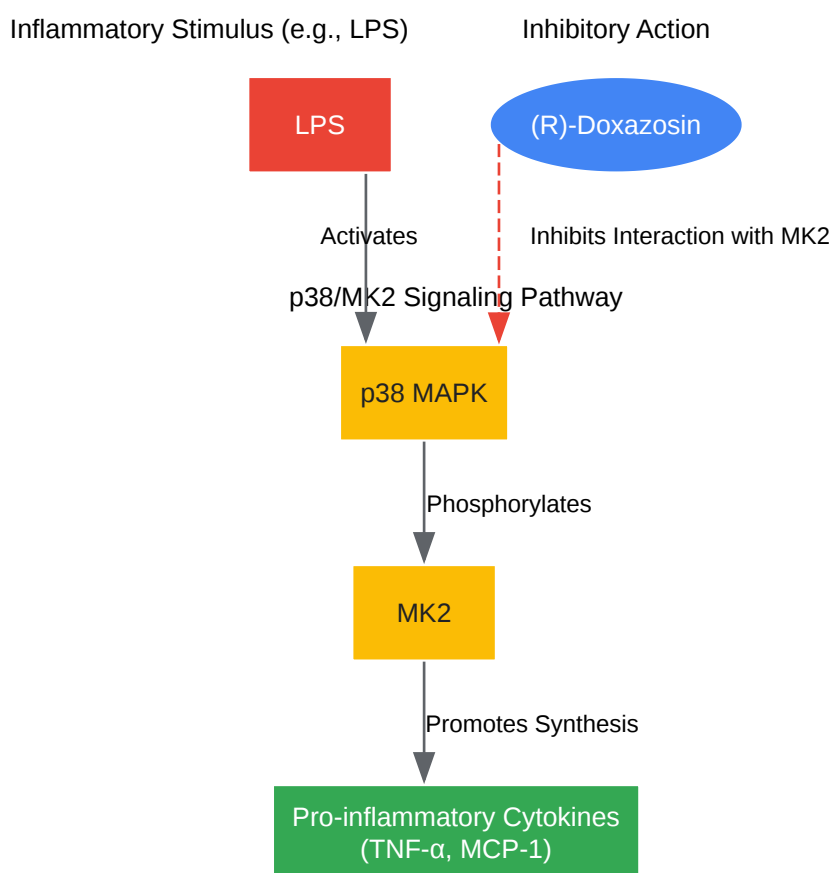 Inflammatory Stimulus (e.g., LPS)
Inhibitory Action
LPS
(R)-Doxazosin
Activates
Inhibits Interaction with MK2
p38/MK2 Signaling Pathway
p38 MAPK
Phosphorylates
MK2
Promotes Synthesis
Pro-inflammatory Cytokines
(TNF-α, MCP-1)